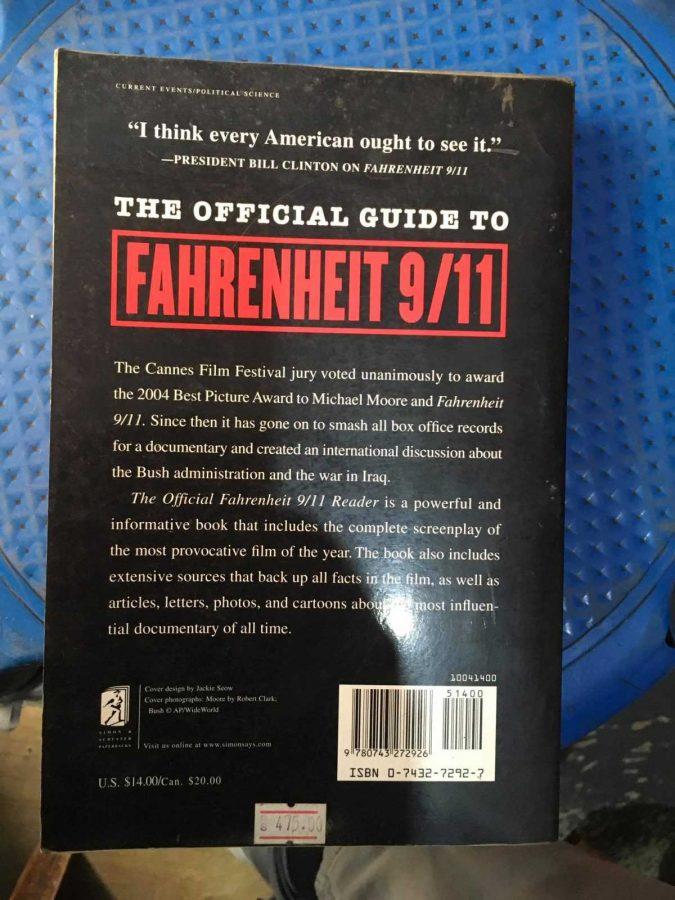 CURRENT EVENTS/POLITICAL SCIENCE
“I think every American ought to see it.”
—PRESIDENT BILL CLINTON ON FAHRENHEIT 9/11
THE OFFICIAL GUIDE TO
FAHRENHEIT 9/11
The Cannes Film Festival jury voted unanimously to award
the 2004 Best Picture Award to Michael Moore and Fahrenheit
9/11. Since then it has gone on to smash all box office records
for a documentary and created an international discussion about
the Bush administration and the war in Iraq.
The Official Fahrenheit 9/11 Reader is a powerful and
informative book that includes the complete screenplay of
the most provocative film of the year. The book also includes
extensive sources that back up all facts in the film, as well as
articles, letters, photos, and cartoons about most influen-
tial documentary of all time.
Cover design by Jackie Seow
Cover photographs: Moore by Robert Clark;
Bush © AP/WideWorld
SIMON &
SCHUSTER
PAPERBACKS
Visit us online at www.simonsays.com
U.S. $14.00/Can. $20.00
10041400
51400
9 780743 272926
ISBN 0-7432-7292-7
475.00